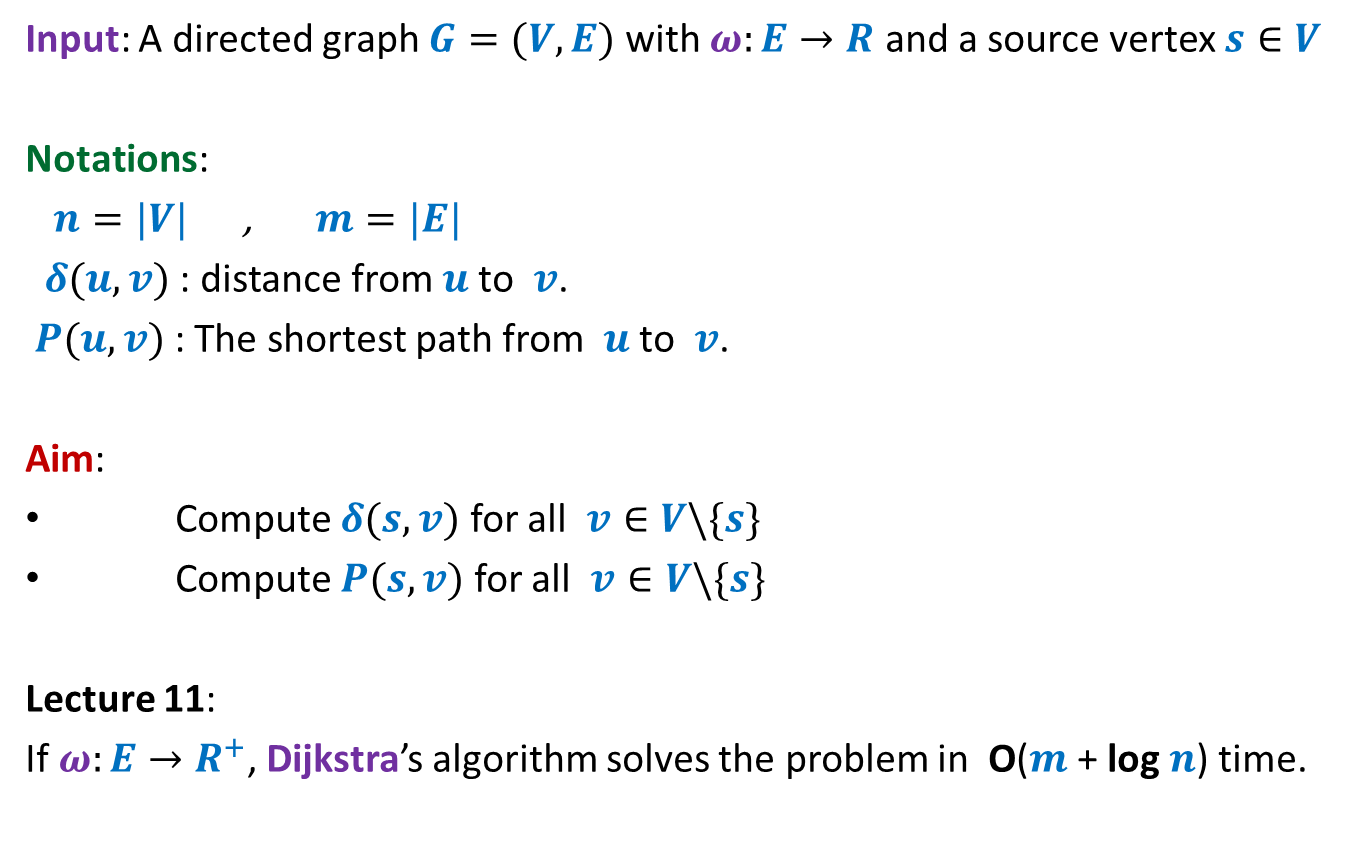 Input: A directed graph G = (V, E) with ω: E → R and a source vertex s ∈ V
Notations:
n = |V| , m = |E|
δ(u, v) : distance from u to v.
P(u, v) : The shortest path from u to v.
Aim:
• Compute δ(s, v) for all v ∈ V\{s}
• Compute P(s, v) for all v ∈ V\{s}
Lecture 11:
If ω: E → R⁺, Dijkstra’s algorithm solves the problem in O(m + log n) time.